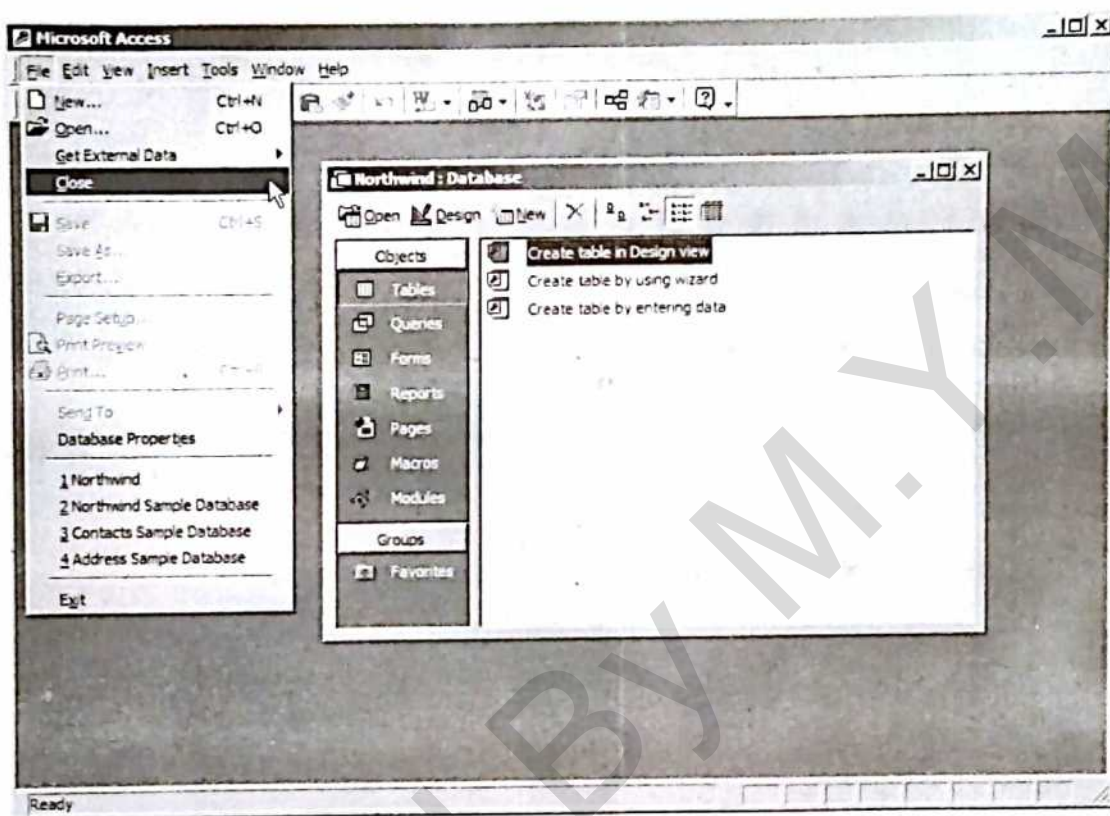 Microsoft Access
File Edit View Insert Tools Window Help
New... Ctrl+N
Open... Ctrl+O
Get External Data
Close
Save Ctrl+S
Save As...
Export...
Page Setup...
Print Preview
Print...
Send To
Database Properties
1 Northwind
2 Northwind Sample Database
3 Contacts Sample Database
4 Address Sample Database
Exit
Northwind : Database
Open Design New
Objects
Tables
Queries
Forms
Reports
Pages
Macros
Modules
Groups
Favorites
Create table in Design view
Create table by using wizard
Create table by entering data
Ready
By M.Y.M